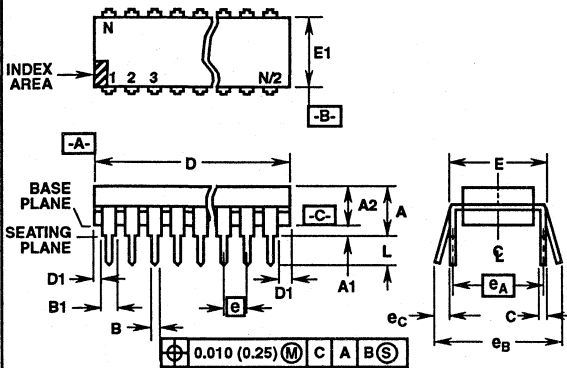 N
E1
INDEX
AREA
1 2 3 N/2
-B-
-A-
D
E
BASE
PLANE
A2 A
-C-
SEATING
PLANE
L
D1
A1
D1
B1
e
eA
B
eC
C
eB
0.010 (0.25) M C A B S